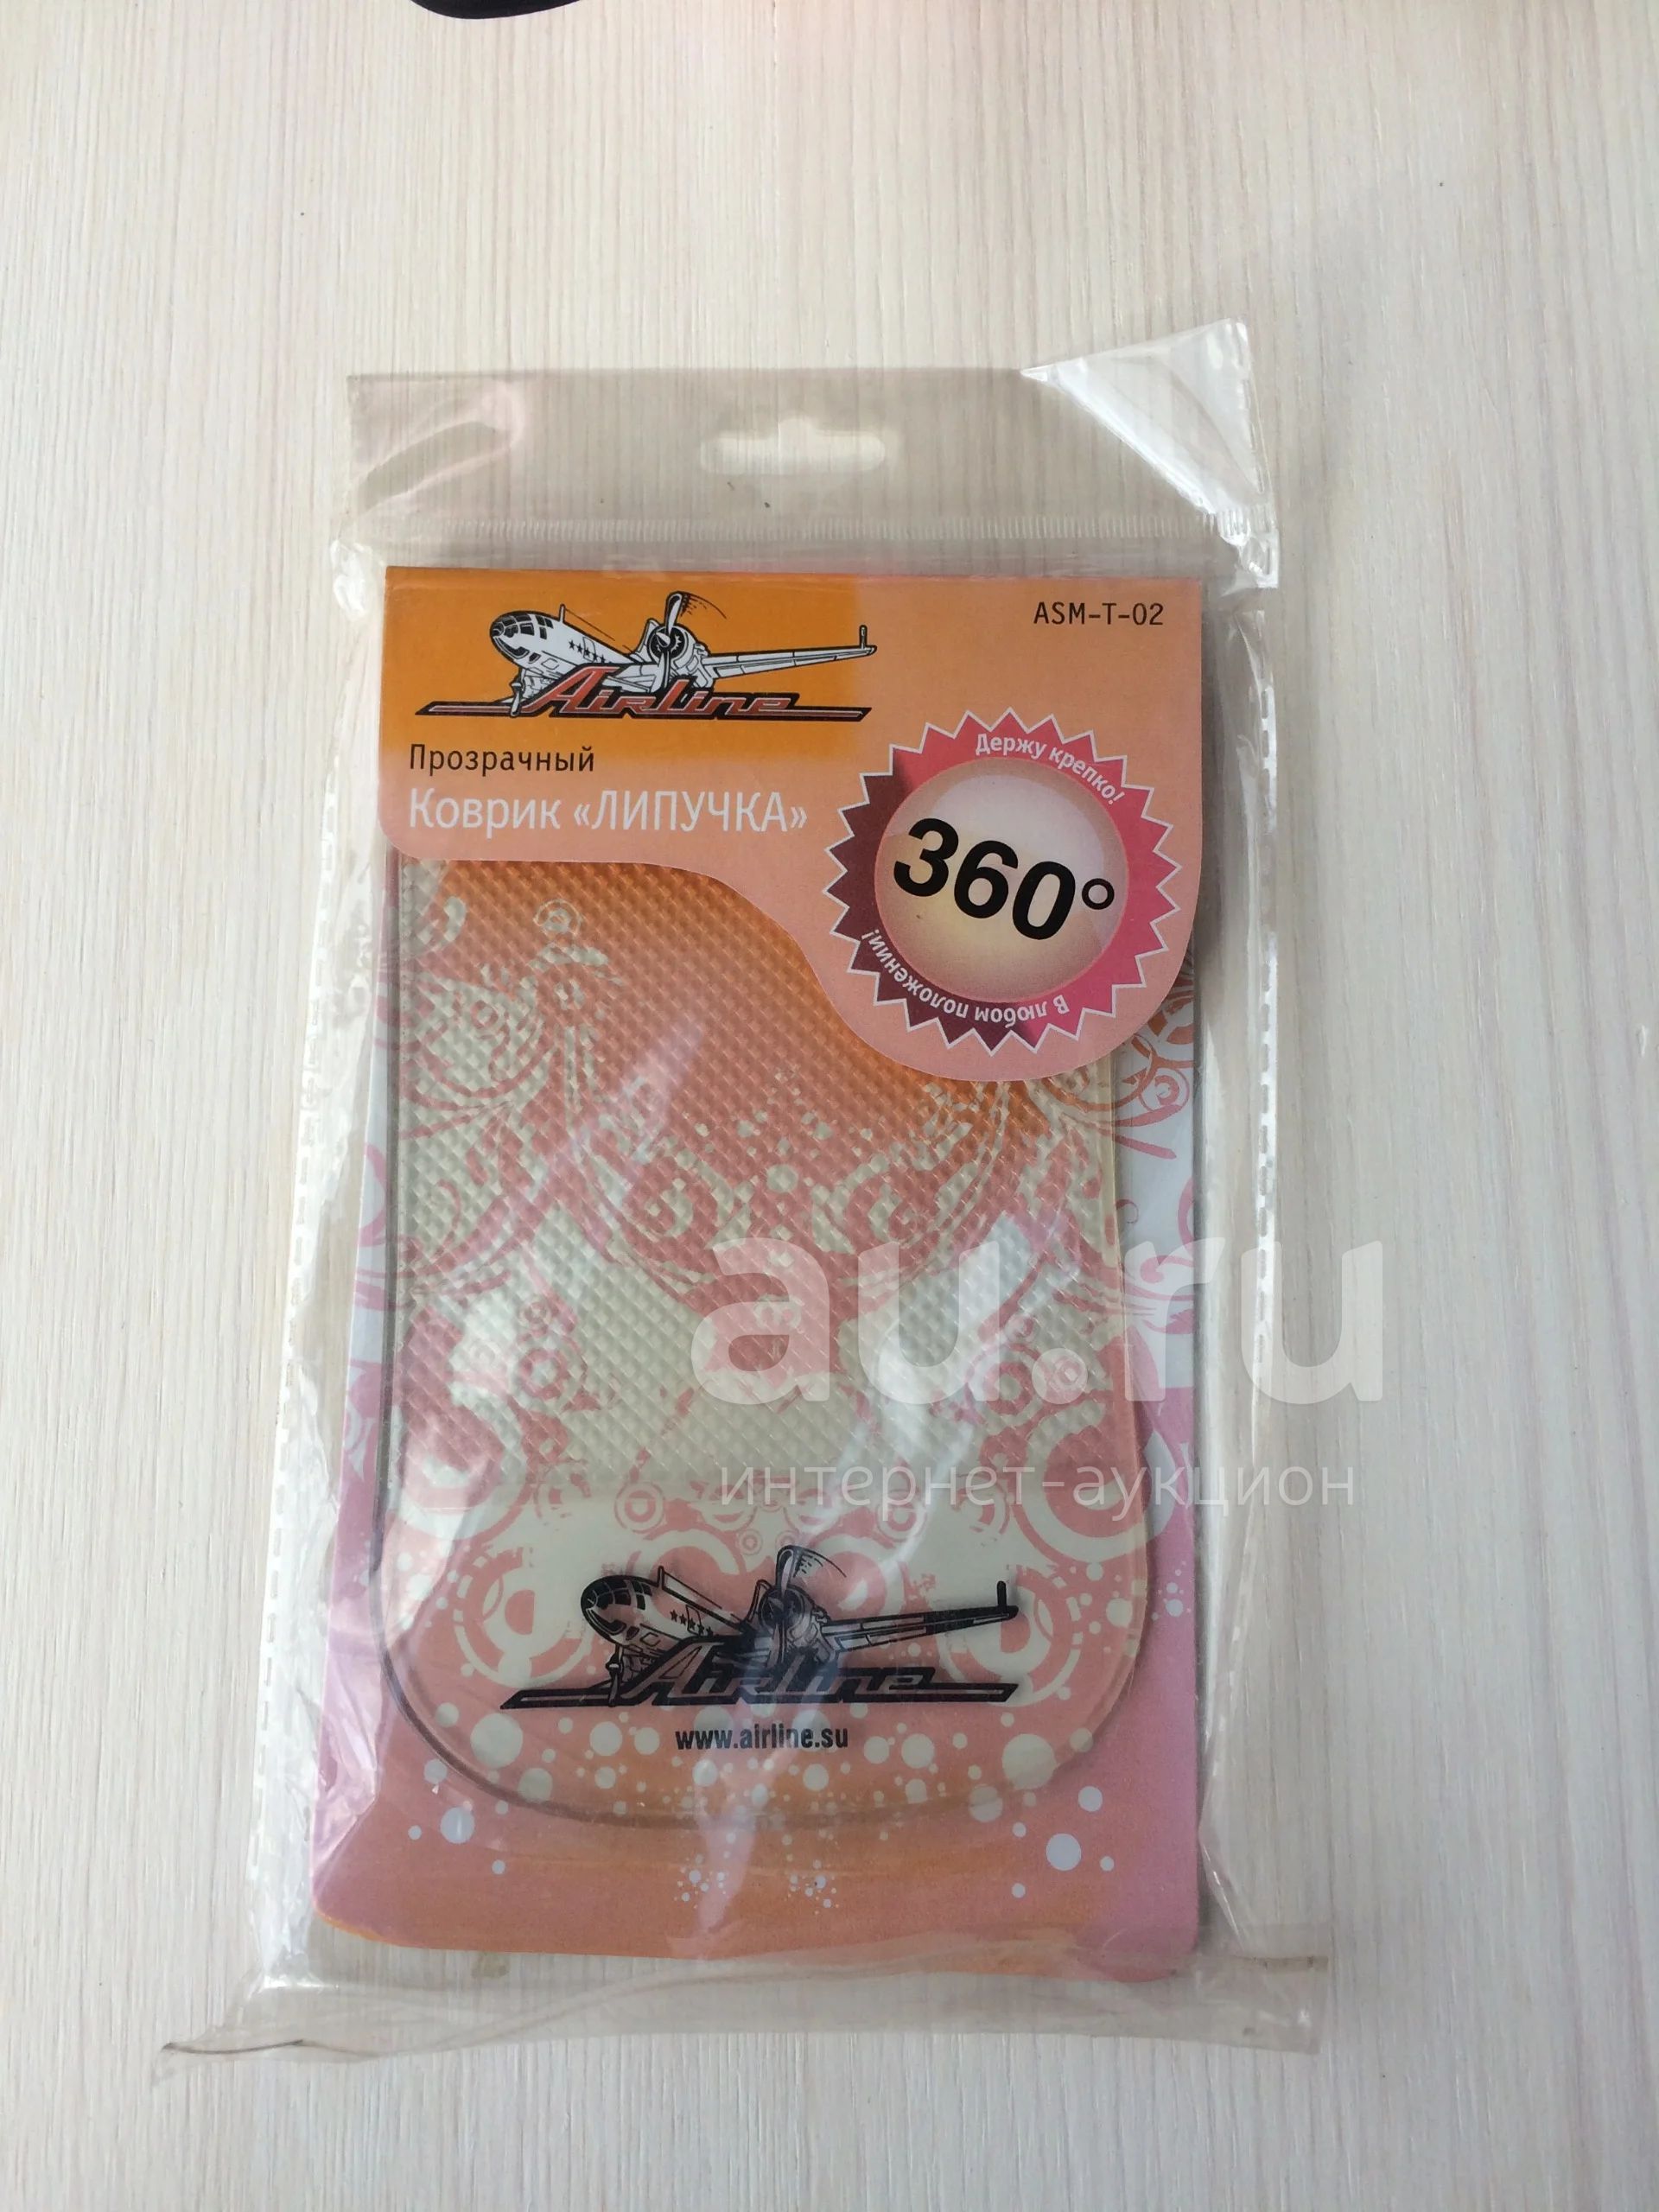 ASM-T-02
Airline
Прозрачный
Коврик «ЛИПУЧКА»
Держу крепко!
360°
В любом положении!
au.ru
интернет-аукцион
Airline
www.airline.su